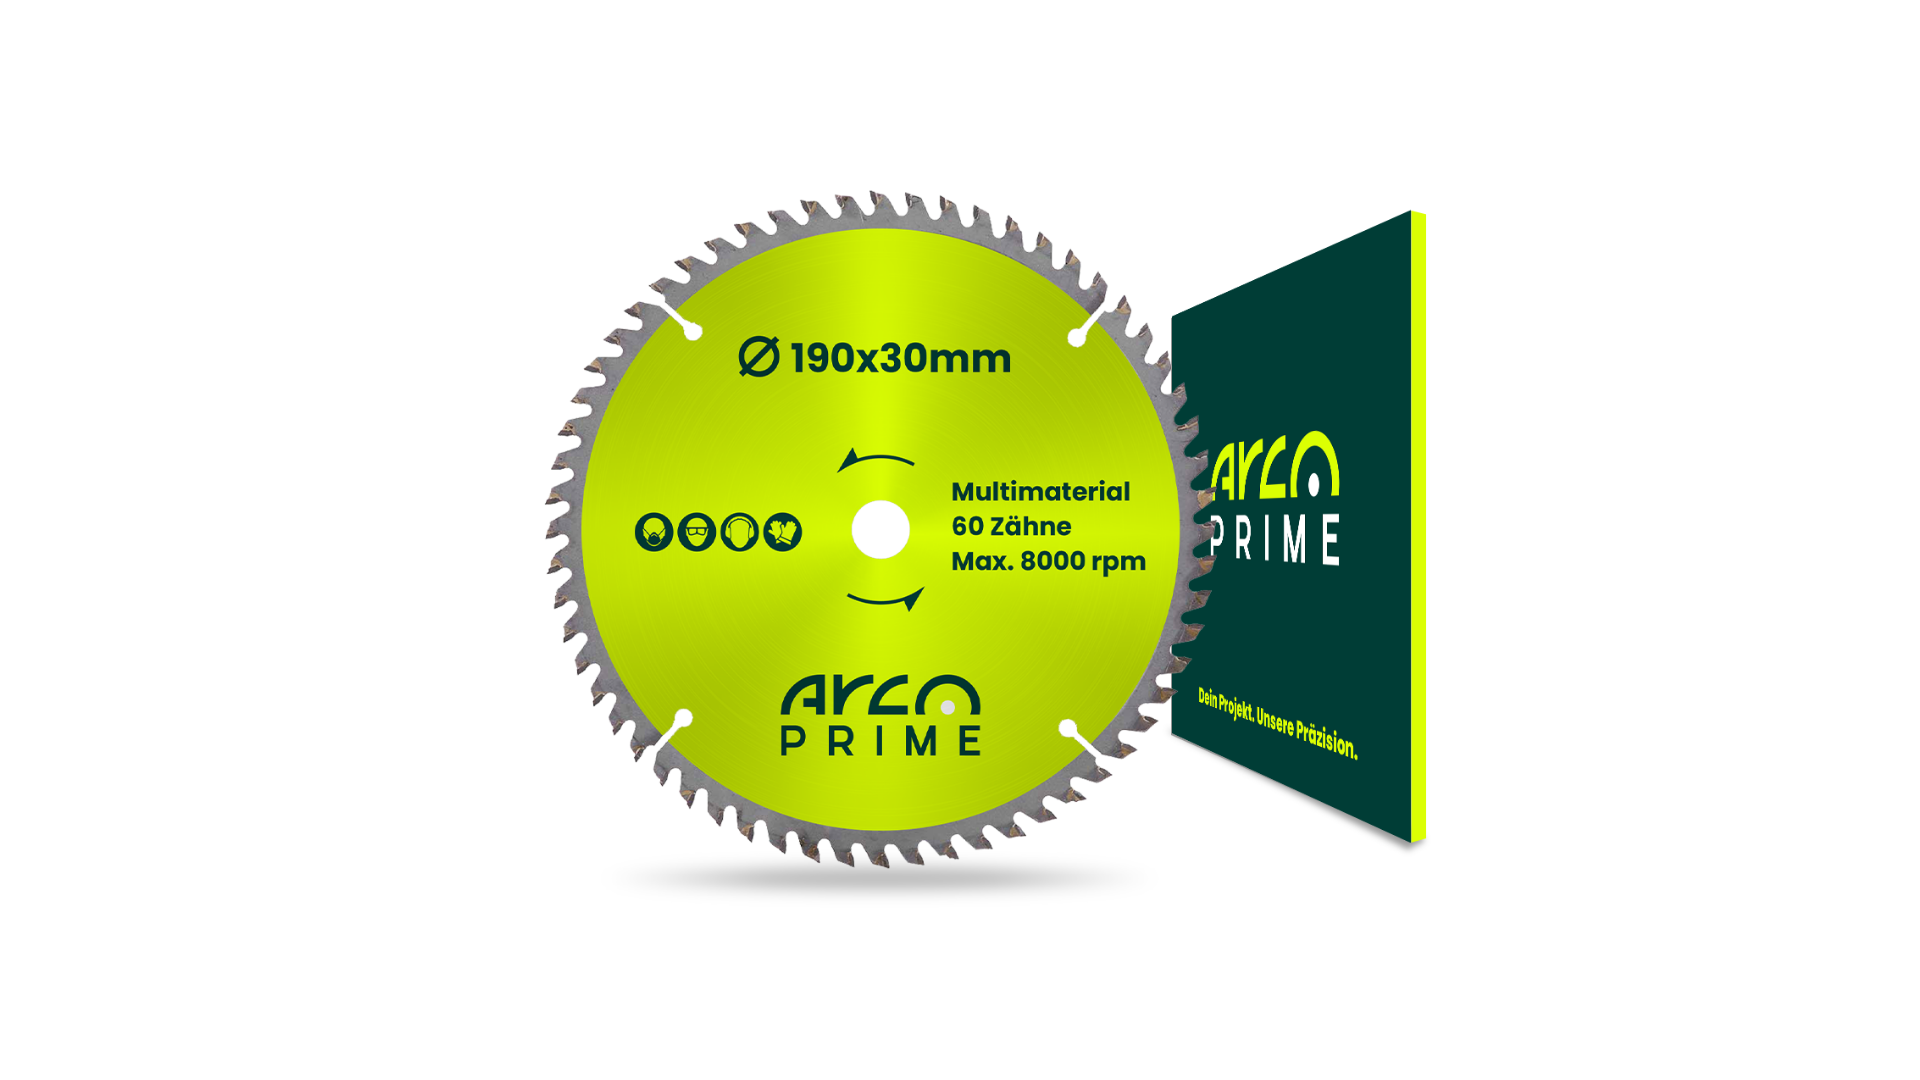 Ø 190x30mm
Multimaterial
60 Zähne
Max. 8000 rpm
ARCO
PRIME
ARCO
PRIME
Dein Projekt. Unsere Präzision.